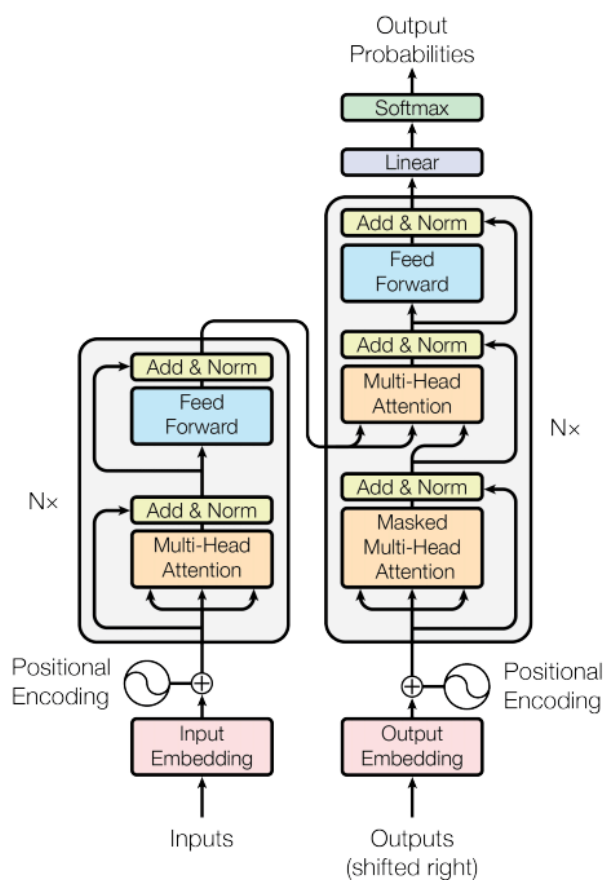 Output
Probabilities
Softmax
Linear
Add & Norm
Feed
Forward
Add & Norm
Multi-Head
Attention
Add & Norm
Masked
Multi-Head
Attention
N×
Add & Norm
Feed
Forward
Add & Norm
Multi-Head
Attention
N×
Positional
Encoding
Positional
Encoding
Input
Embedding
Output
Embedding
Inputs
Outputs
(shifted right)